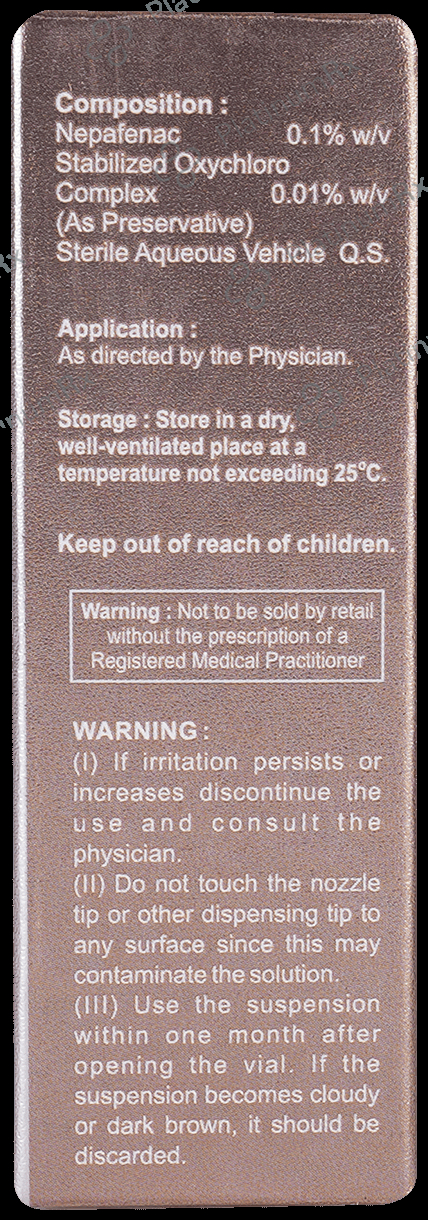 Composition :
Nepafenac 0.1% w/v
Stabilized Oxychloro
Complex 0.01% w/v
(As Preservative)
Sterile Aqueous Vehicle Q.S.
Application :
As directed by the Physician.
Storage : Store in a dry,
well-ventilated place at a
temperature not exceeding 25°C.
Keep out of reach of children.
Warning : Not to be sold by retail
without the prescription of a
Registered Medical Practitioner
WARNING :
(I) If irritation persists or
increases discontinue the
use and consult the
physician.
(II) Do not touch the nozzle
tip or other dispensing tip to
any surface since this may
contaminate the solution.
(III) Use the suspension
within one month after
opening the vial. If the
suspension becomes cloudy
or dark brown, it should be
discarded.